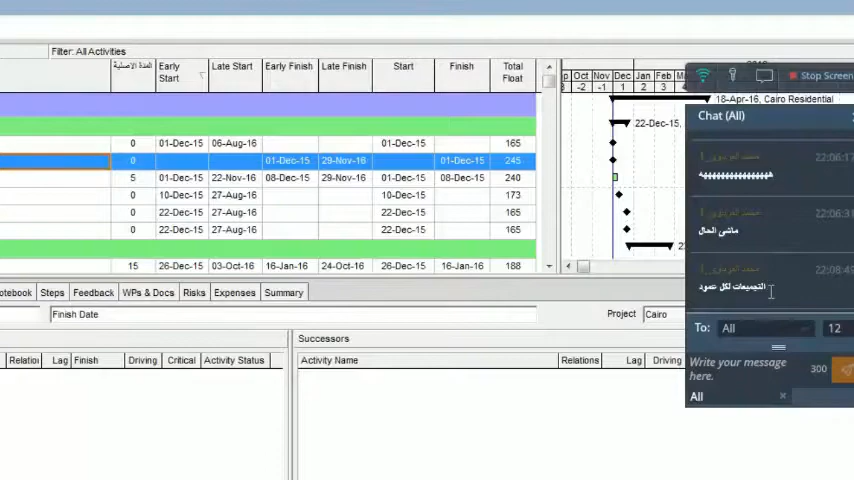 Filter: All Activities
المدة الاصلية Early Start Late Start Early Finish Late Finish Start Finish Total Float
Oct Nov Dec Jan Feb
-2 -1 1 2 3 4
Stop Screen
18-Apr-16, Cairo Residential
Chat (All)
22-Dec-15,
0 01-Dec-15 06-Aug-16 01-Dec-15 165
0 01-Dec-15 29-Nov-16 01-Dec-15 245
5 01-Dec-15 22-Nov-16 08-Dec-15 29-Nov-16 01-Dec-15 08-Dec-15 240
0 10-Dec-15 27-Aug-16 10-Dec-15 173
0 22-Dec-15 27-Aug-16 22-Dec-15 165
0 22-Dec-15 27-Aug-16 22-Dec-15 165
15 26-Dec-15 03-Oct-16 16-Jan-16 24-Oct-16 26-Dec-15 16-Jan-16 188
22:06:17
22:06:31
ماشى الحال
22:08:49
التجميعات لكل عمود
otebook Steps Feedback WPs & Docs Risks Expenses Summary
Finish Date
Project Cairo
To: All 12
Write your message here. 300
All
Successors
Relation Lag Finish Driving Critical Activity Status
Activity Name Relations Lag Driving